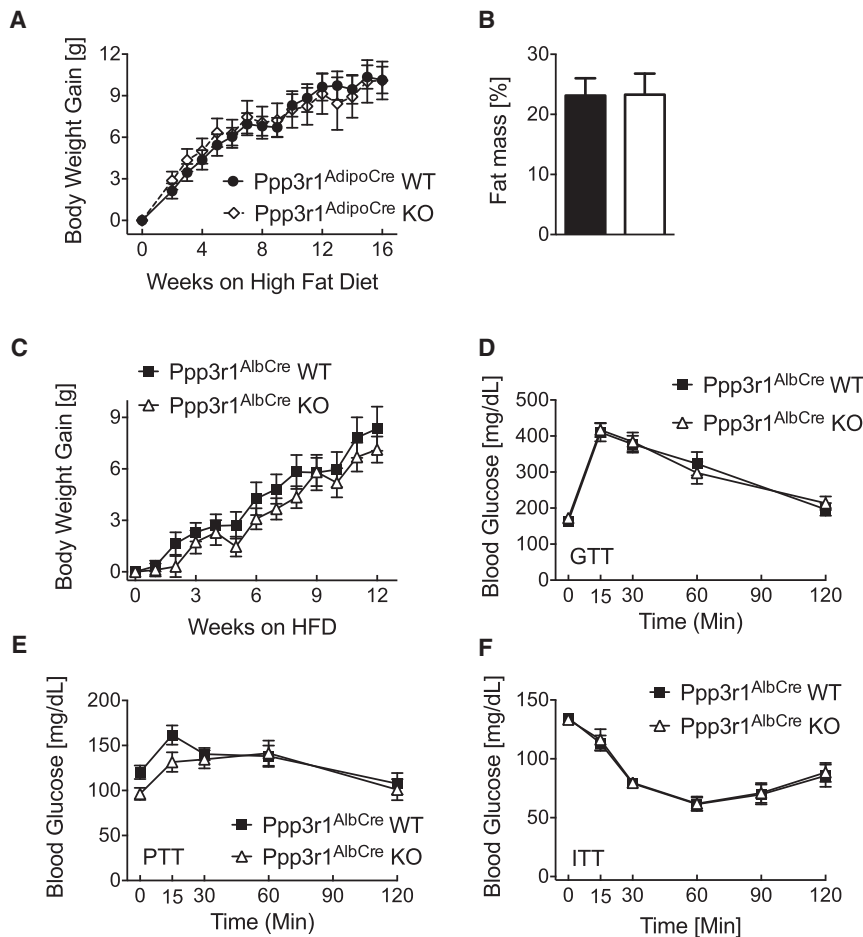 A
Body Weight Gain [g]
12
9
6
3
0
Ppp3r1AdipoCre WT
Ppp3r1AdipoCre KO
0 4 8 12 16
Weeks on High Fat Diet
B
Fat mass [%]
30
20
10
0
C
Ppp3r1AlbCre WT
Ppp3r1AlbCre KO
Body Weight Gain [g]
9
6
3
0
0 3 6 9 12
Weeks on HFD
D
Ppp3r1AlbCre WT
Ppp3r1AlbCre KO
Blood Glucose [mg/dL]
500
400
300
200
100
0
GTT
0 15 30 60 90 120
Time (Min)
E
Blood Glucose [mg/dL]
200
150
100
50
0
Ppp3r1AlbCre WT
Ppp3r1AlbCre KO
PTT
0 15 30 60 90 120
Time (Min)
F
Ppp3r1AlbCre WT
Ppp3r1AlbCre KO
Blood Glucose [mg/dL]
150
100
50
0
ITT
0 15 30 60 90 120
Time [Min]